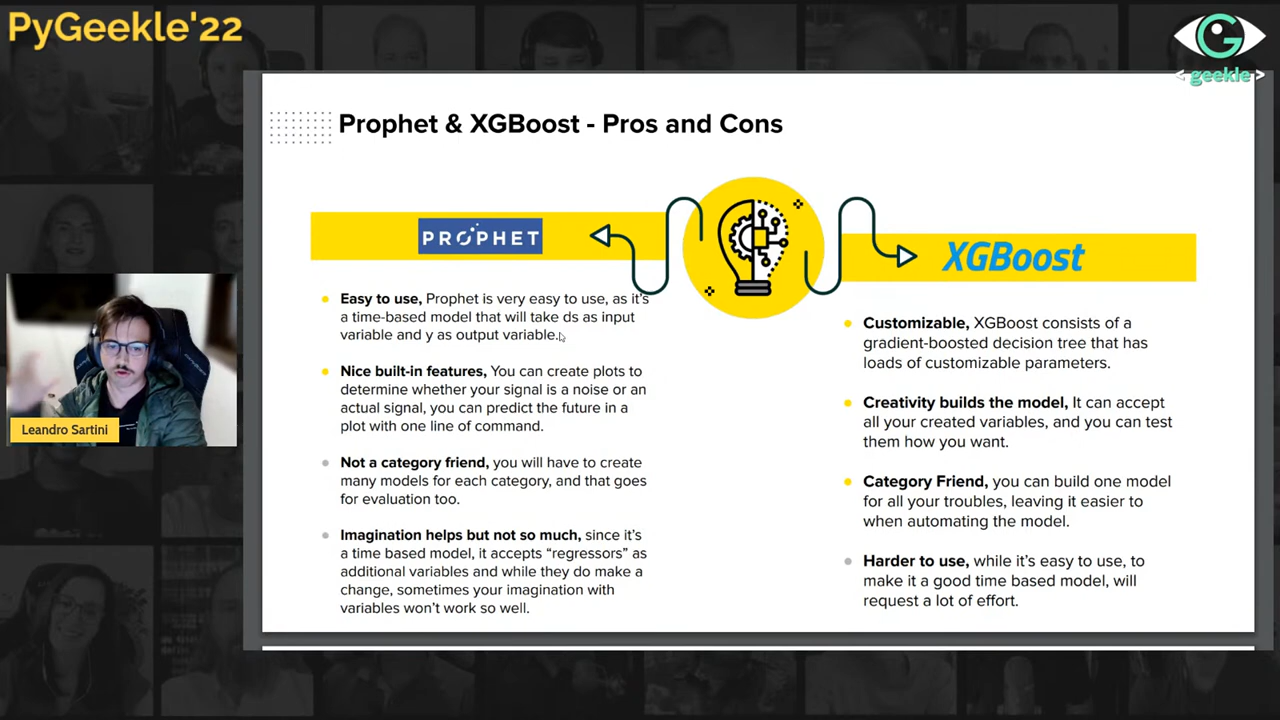 PyGeekle'22
G
< geekle >
Prophet & XGBoost - Pros and Cons
PROPHET
XGBoost
Easy to use, Prophet is very easy to use, as it's
a time-based model that will take ds as input
variable and y as output variable.
Nice built-in features, You can create plots to
determine whether your signal is a noise or an
actual signal, you can predict the future in a
plot with one line of command.
Not a category friend, you will have to create
many models for each category, and that goes
for evaluation too.
Imagination helps but not so much, since it's
a time based model, it accepts “regressors” as
additional variables and while they do make a
change, sometimes your imagination with
variables won't work so well.
Customizable, XGBoost consists of a
gradient-boosted decision tree that has
loads of customizable parameters.
Creativity builds the model, It can accept
all your created variables, and you can test
them how you want.
Category Friend, you can build one model
for all your troubles, leaving it easier to
when automating the model.
Harder to use, while it's easy to use, to
make it a good time based model, will
request a lot of effort.
Leandro Sartini